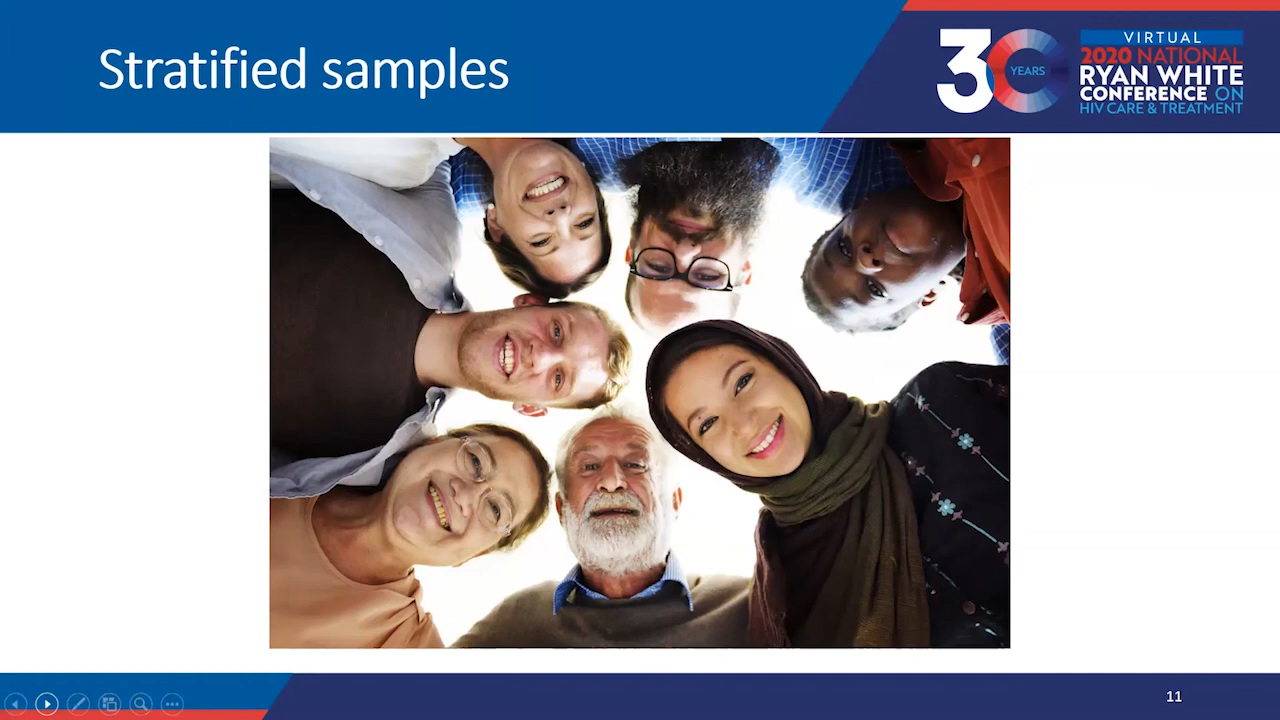 Stratified samples
30
YEARS
VIRTUAL
2020 NATIONAL
RYAN WHITE
CONFERENCE ON
HIV CARE & TREATMENT
11